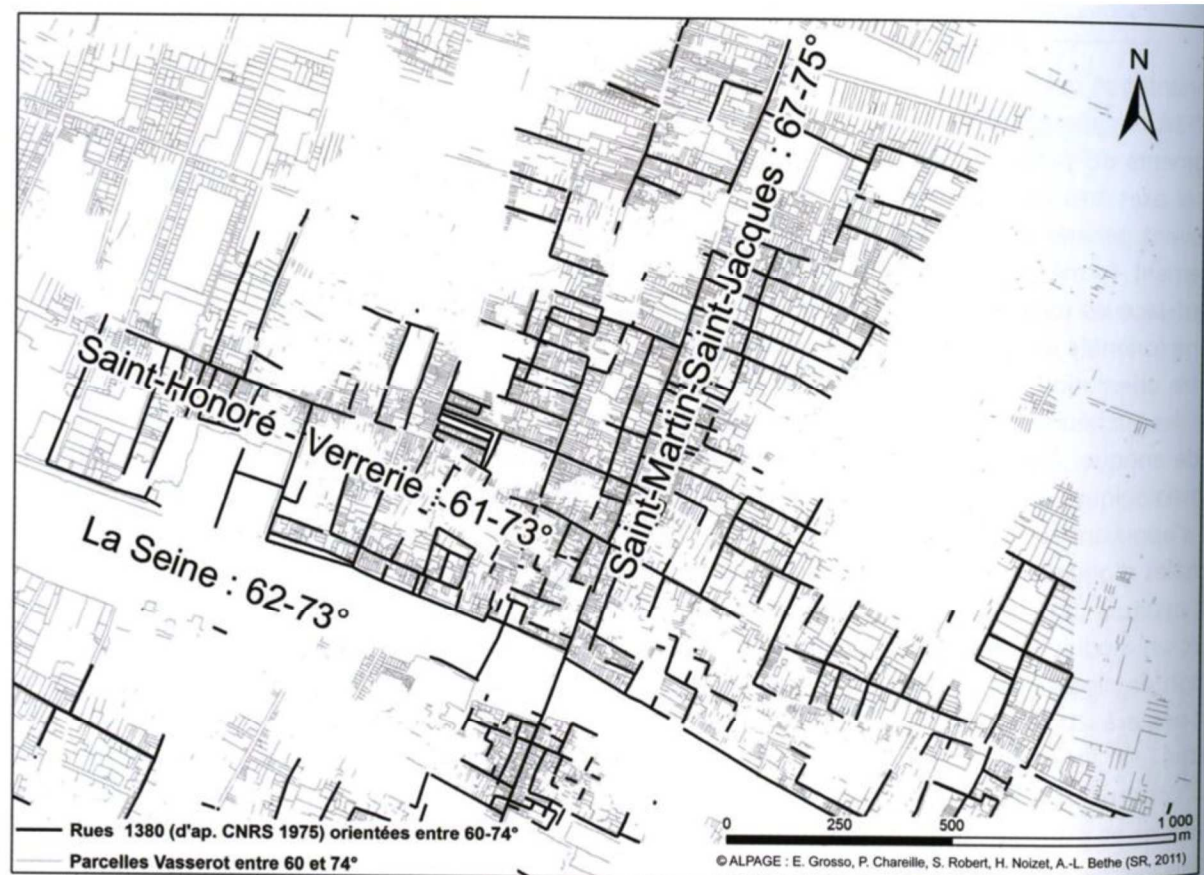 N
Saint-Martin-Saint-Jacques : 67-75°
Saint-Honoré - Verrerie : 61-73°
La Seine : 62-73°
Rues 1380 (d'ap. CNRS 1975) orientées entre 60-74°
Parcelles Vasserot entre 60 et 74°
0 250 500 1 000
m
© ALPAGE : E. Grosso, P. Chareille, S. Robert, H. Noizet, A.-L. Bethe (SR, 2011)